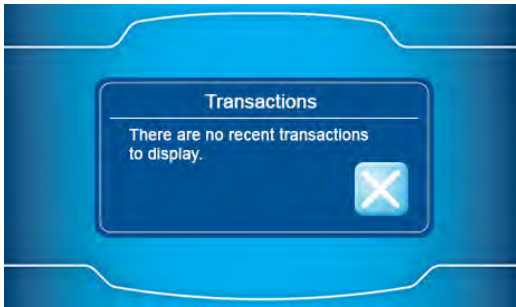 Transactions
There are no recent transactions
to display.